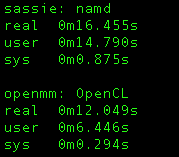 sassie: namd
real 0m16.455s
user 0m14.790s
sys 0m0.875s
openmm: OpenCL
real 0m12.049s
user 0m6.446s
sys 0m0.294s